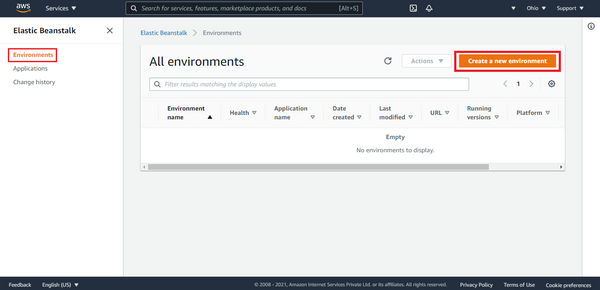 aws
Services
Search for services, features, marketplace products, and docs [Alt+S]
Ohio
Support
Elastic Beanstalk
Environments
Applications
Change history
Elastic Beanstalk > Environments
All environments
Actions
Create a new environment
Filter results matching the display values
1
Environment name
Health
Application name
Date created
Last modified
URL
Running versions
Platform
Empty
No environments to display.
Feedback
English (US)
© 2008 - 2021, Amazon Internet Services Private Ltd. or its affiliates. All rights reserved.
Privacy Policy
Terms of Use
Cookie preferences